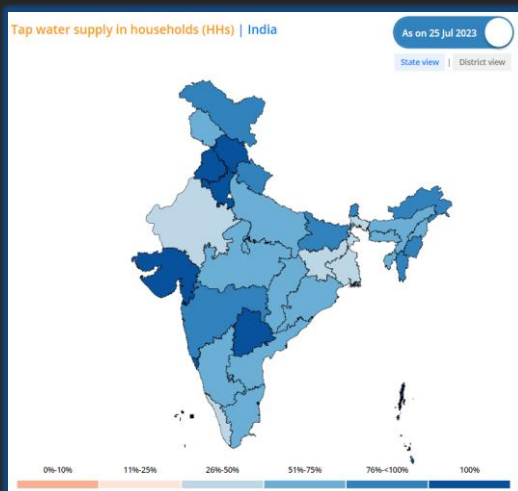 Tap water supply in households (HHs) | India
As on 25 Jul 2023
State view | District view
0%-10% 11%-25% 26%-50% 51%-75% 76%-<100% 100%